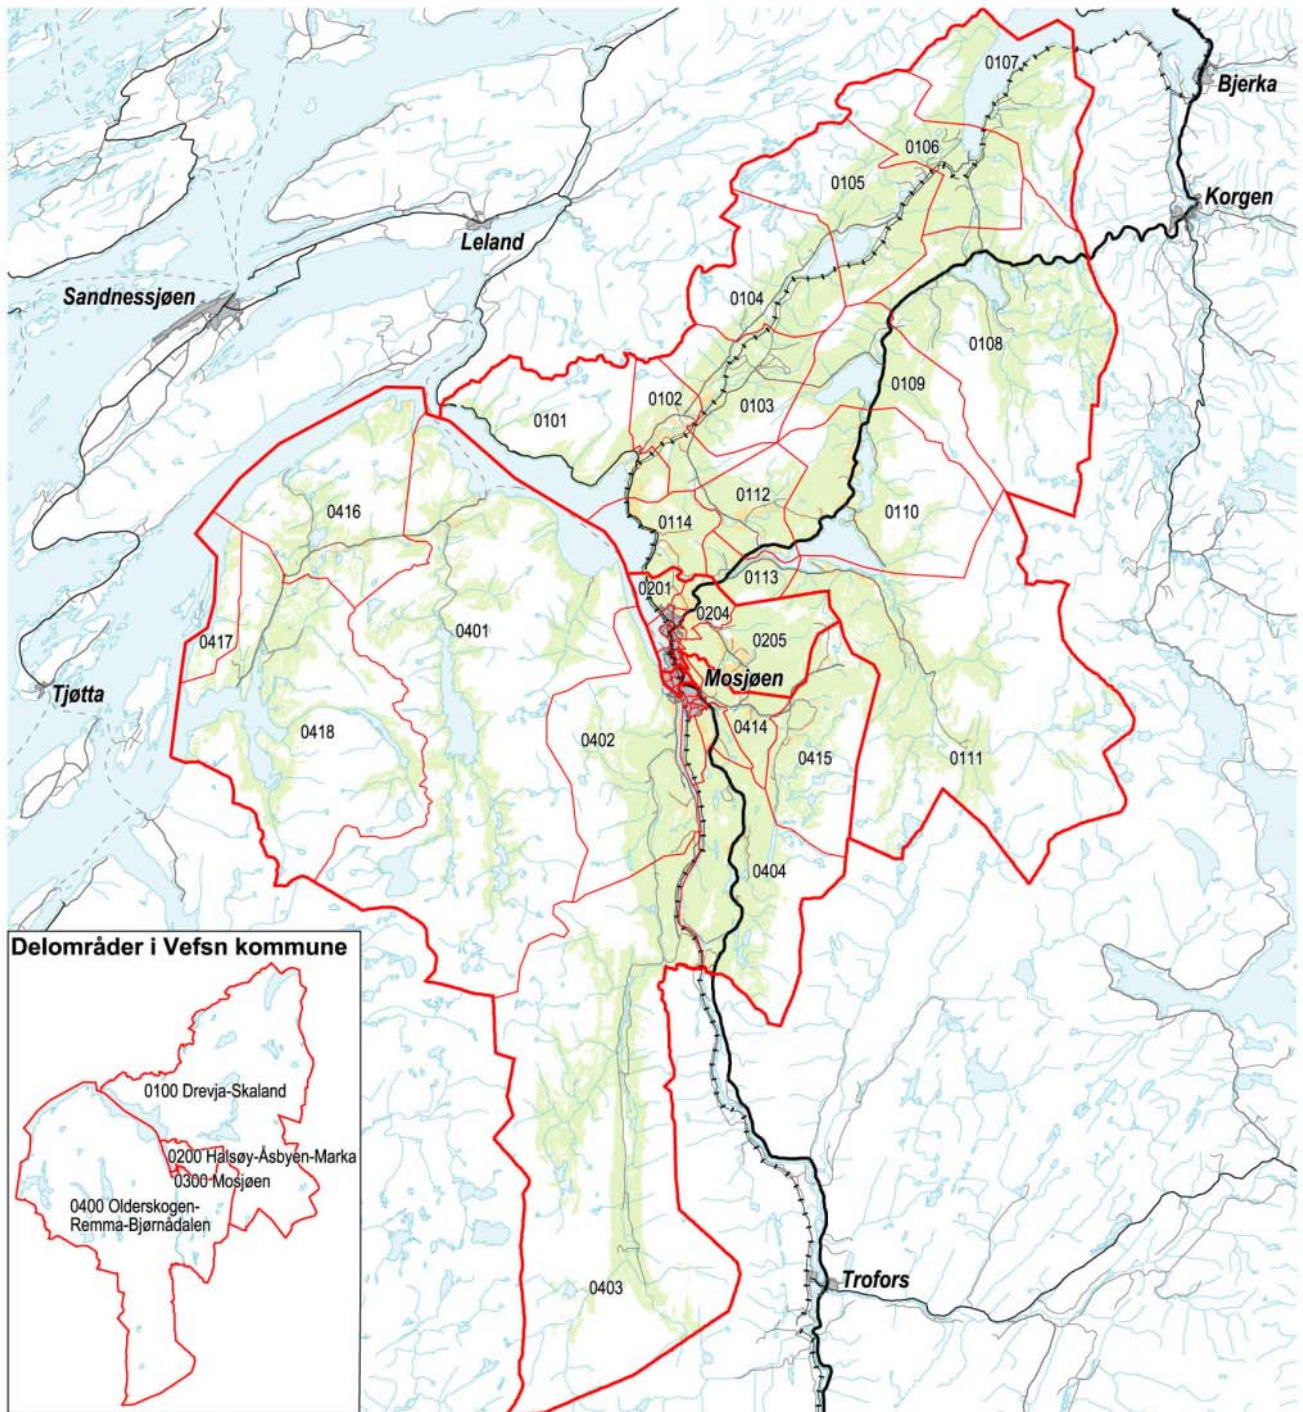 0107
Bjerka
0106
0105
Korgen
Leland
Sandnessjøen
0104
0108
0109
0102
0103
0101
0112
0416
0110
0114
0113
0201
0204
0417
0401
0205
Mosjøen
Tjøtta
0418
0402
0414
0415
0111
0404
Delområder i Vefsn kommune
0100 Drevja-Skaland
0200 Halsøy-Åsbyen-Marka
0300 Mosjøen
0400 Olderskogen-
Remma-Bjørnådalen
0403
Trofors